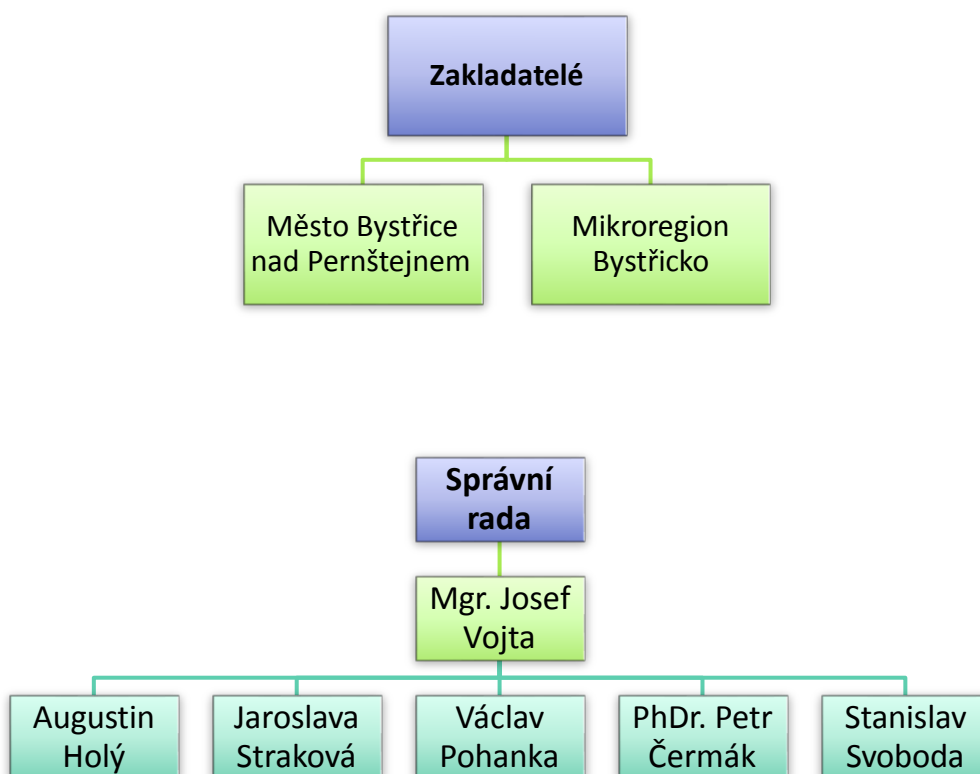 Zakladatelé
Město Bystřice
nad Pernštejnem
Mikroregion
Bystřicko
Správní
rada
Mgr. Josef
Vojta
Augustin
Holý
Jaroslava
Straková
Václav
Pohanka
PhDr. Petr
Čermák
Stanislav
Svoboda